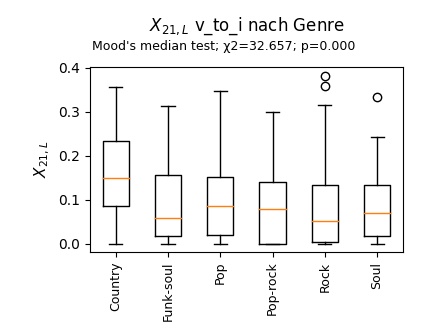 X21,L v_to_i nach Genre
Mood's median test; χ2=32.657; p=0.000
0.4
0.3
0.2
0.1
0.0
X21,L
Country
Funk-soul
Pop
Pop-rock
Rock
Soul